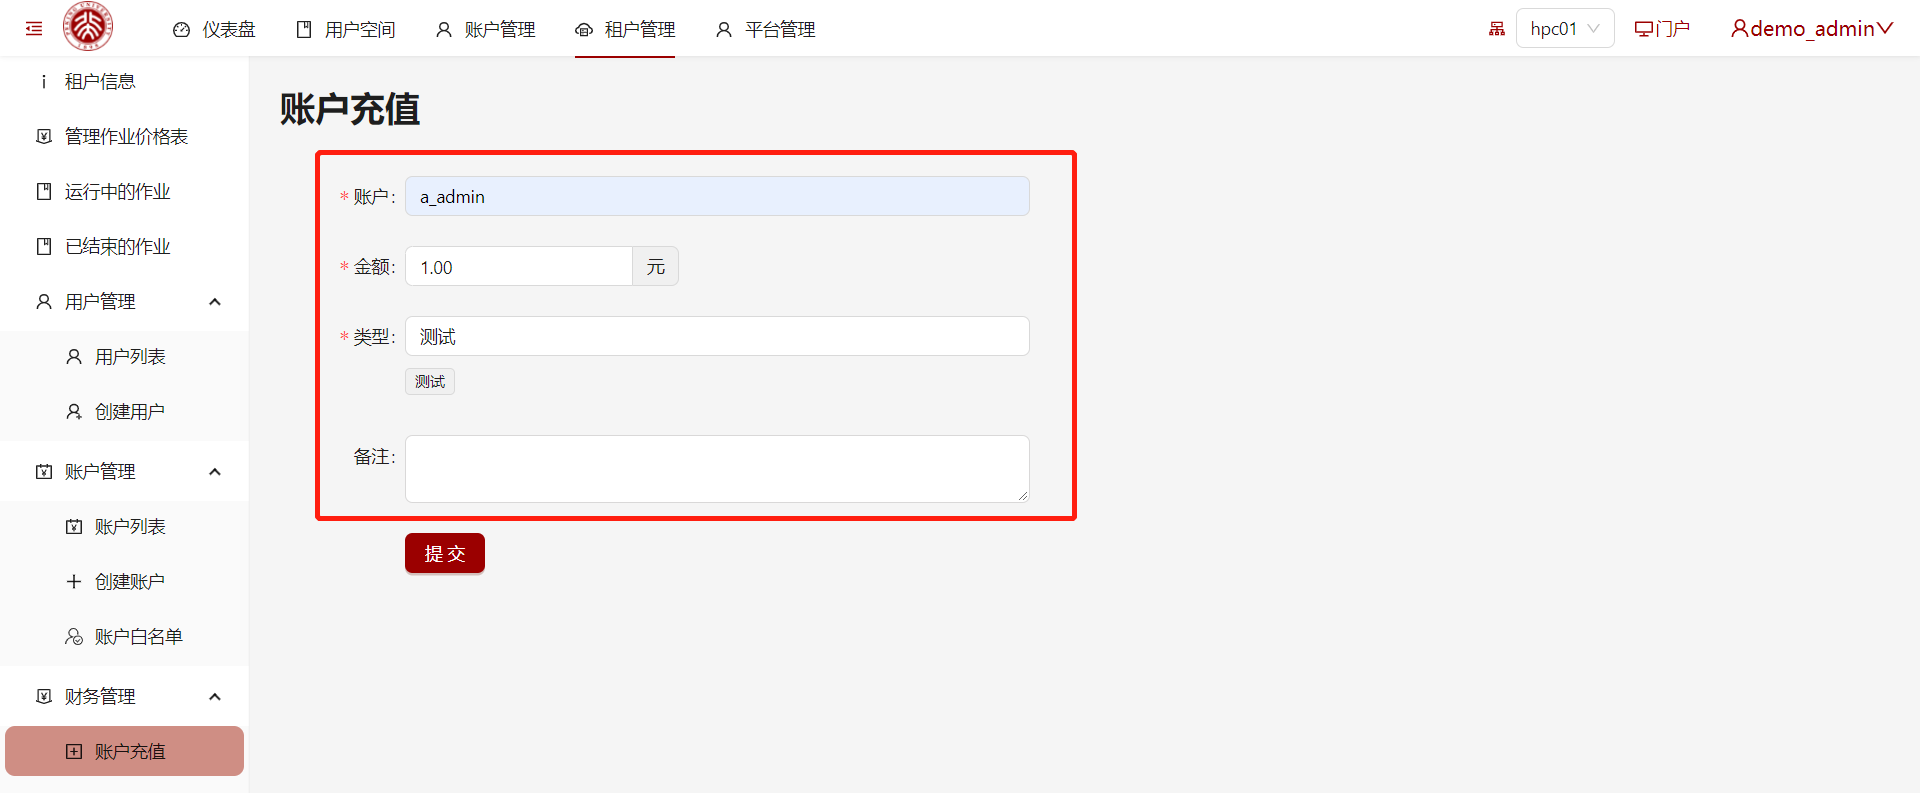 PEKING UNIVERSITY
1898
仪表盘
用户空间
账户管理
租户管理
平台管理
hpc01
门户
demo_admin
租户信息
管理作业价格表
运行中的作业
已结束的作业
用户管理
用户列表
创建用户
账户管理
账户列表
创建账户
账户白名单
财务管理
账户充值
账户充值
* 账户: a_admin
* 金额: 1.00 元
* 类型: 测试
测试
备注:
提 交